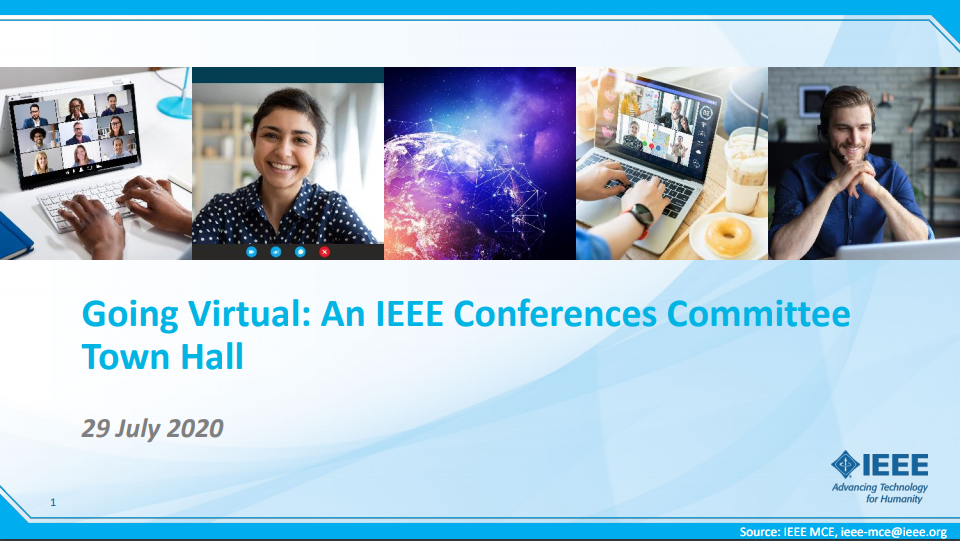 Going Virtual: An IEEE Conferences Committee
Town Hall
29 July 2020
IEEE
Advancing Technology
for Humanity
1
Source: IEEE MCE, ieee-mce@ieee.org